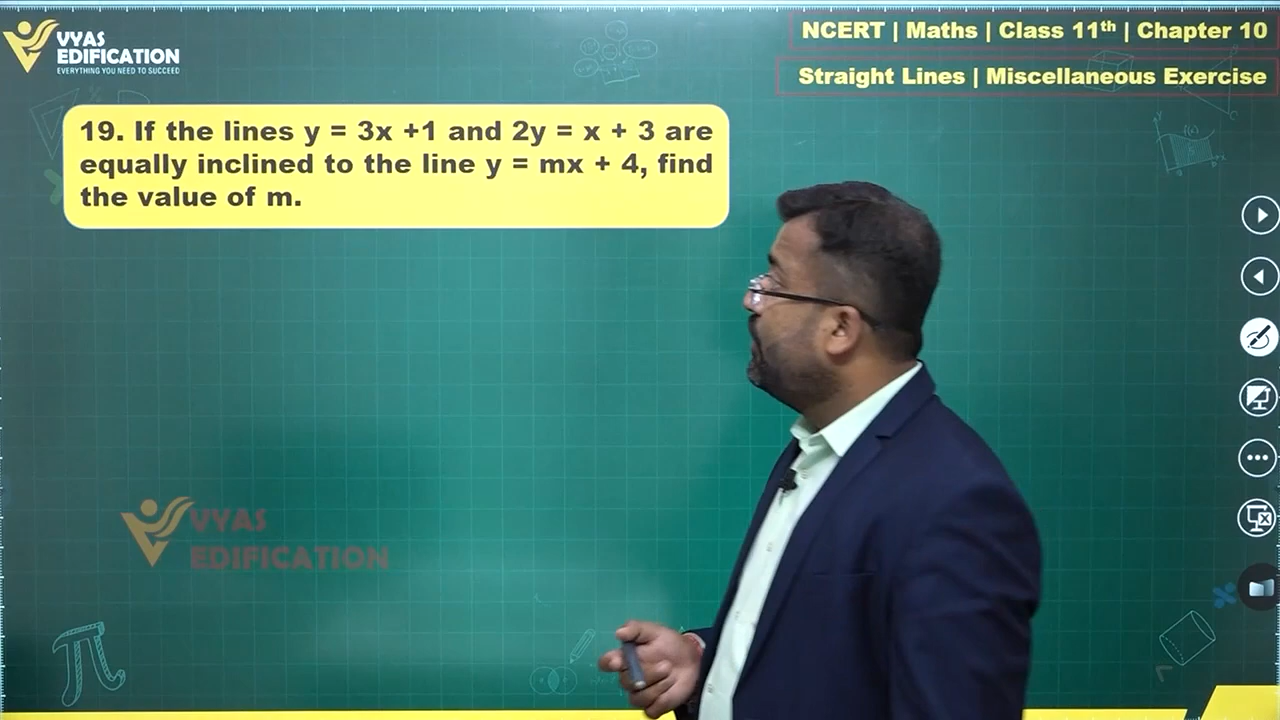 VYAS
EDIFICATION
EVERYTHING YOU NEED TO SUCCEED
NCERT | Maths | Class 11th | Chapter 10
Straight Lines | Miscellaneous Exercise
19. If the lines y = 3x +1 and 2y = x + 3 are
equally inclined to the line y = mx + 4, find
the value of m.
VYAS
EDIFICATION